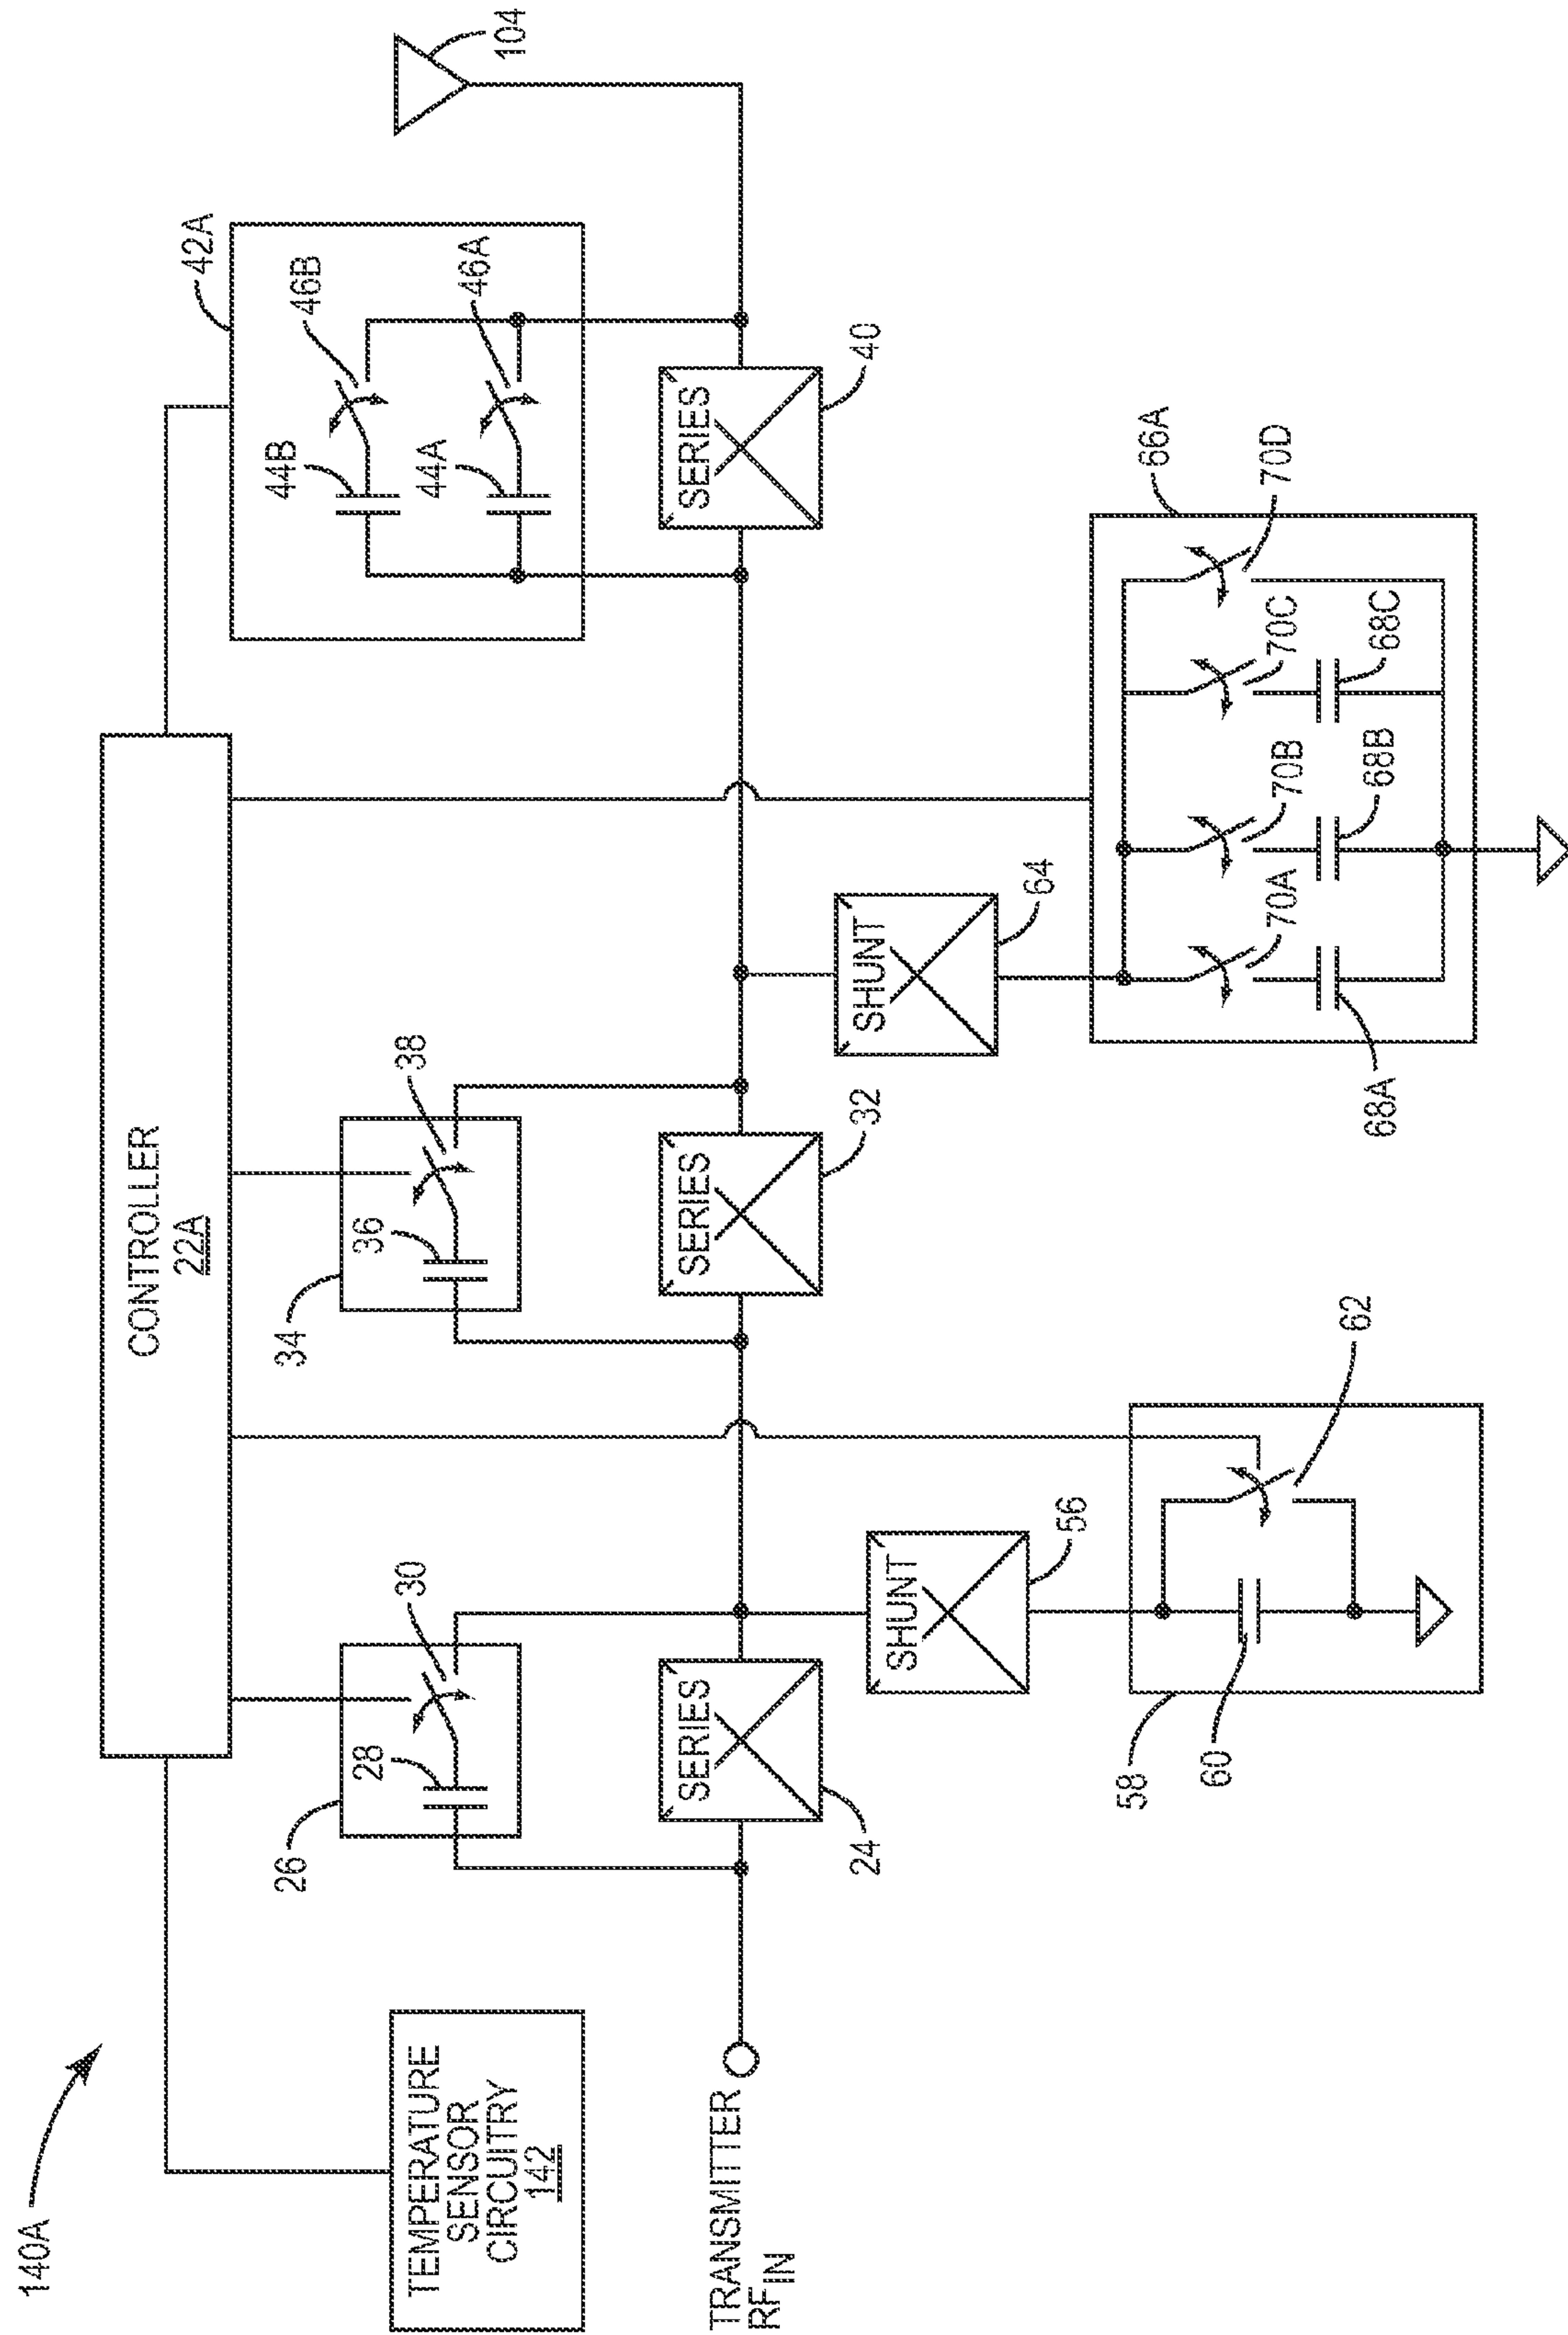 140A
CONTROLLER
22A
TEMPERATURE
SENSOR
CIRCUITRY
142
TRANSMITTER
RFIN
26
28
30
34
36
38
42A
44B
46B
44A
46A
104
SERIES
24
SERIES
32
SERIES
40
SHUNT
56
SHUNT
64
58
60
62
66A
70A
70B
70C
70D
68A
68B
68C